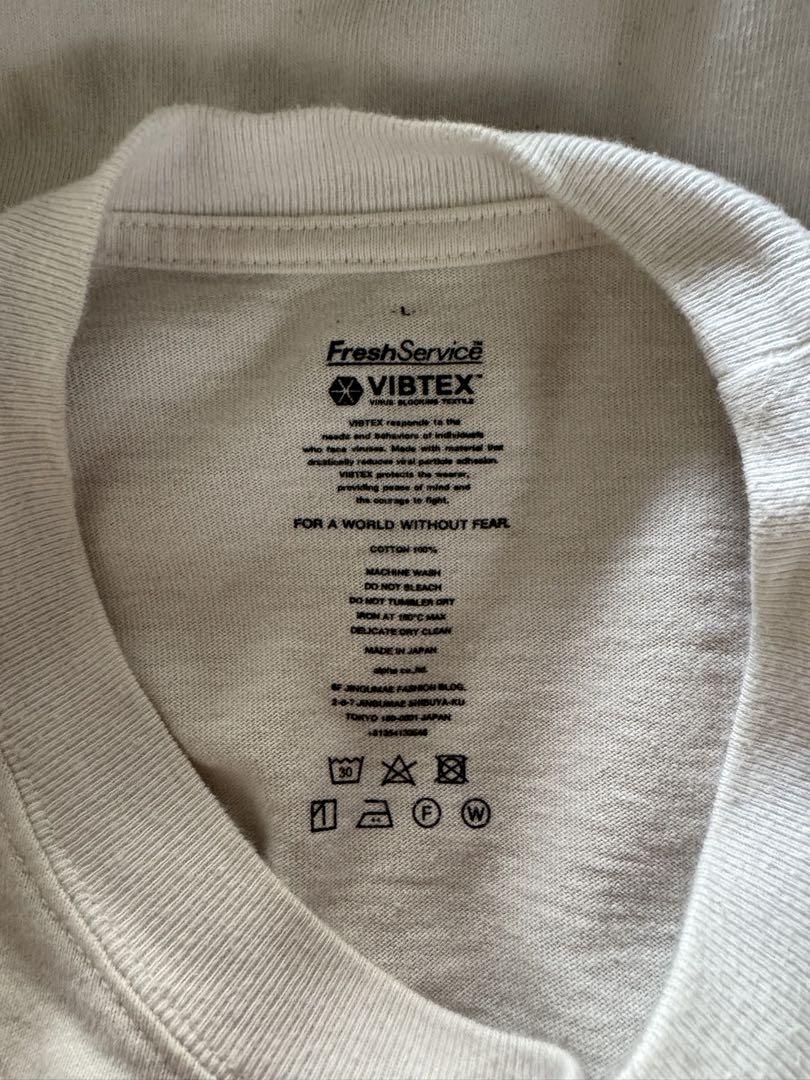 -L-
FreshService™
VIBTEX™
VIRUS BLOCKING TEXTILE
VIBTEX responds to the
needs and behaviors of individuals
who face viruses. Made with material that
drastically reduces viral particle adhesion.
VIBTEX protects the wearer,
providing peace of mind and
the courage to fight.
FOR A WORLD WITHOUT FEAR.
COTTON 100%
MACHINE WASH
DO NOT BLEACH
DO NOT TUMBLER DRY
IRON AT 150°C MAX
DELICATE DRY CLEAN
MADE IN JAPAN
alpha co.,ltd.
6F JINGUMAE FASHION BLDG.
2-6-7 JINGUMAE SHIBUYA-KU
TOKYO 150-0001 JAPAN
30
F W